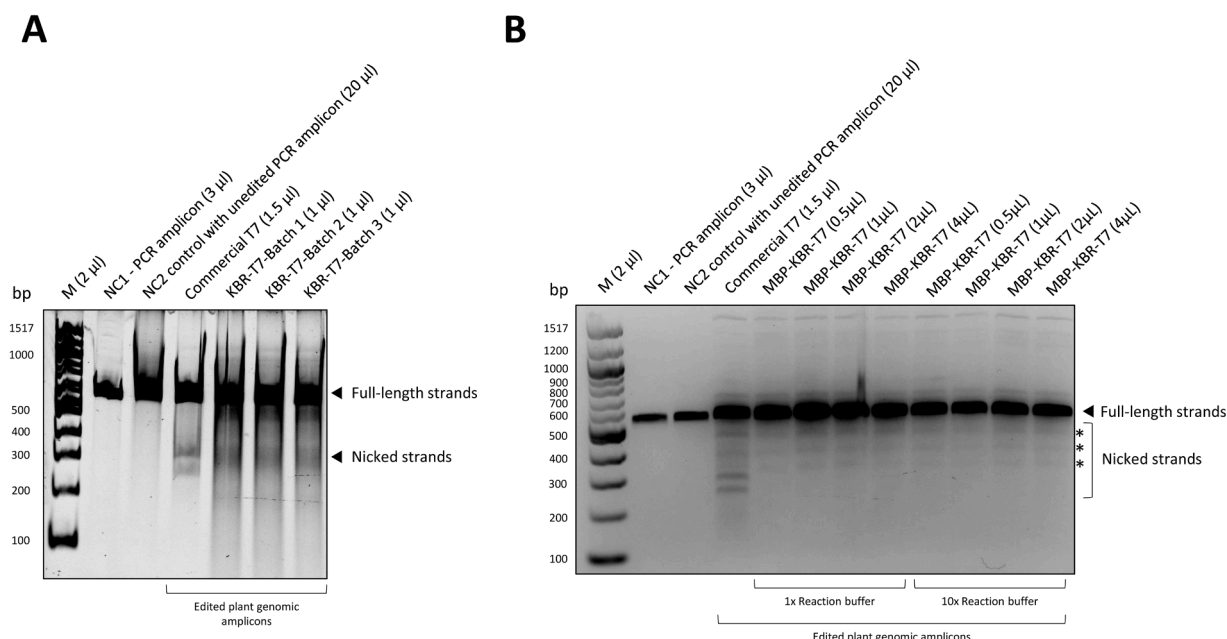 A
bp
M (2 µl)
NC1 - PCR amplicon (3 µl)
NC2 control with unedited PCR amplicon (20 µl)
Commercial T7 (1.5 µl)
KBR-T7-Batch 1 (1 µl)
KBR-T7-Batch 2 (1 µl)
KBR-T7-Batch 3 (1 µl)
1517
1000
500
400
300
200
100
Full-length strands
Nicked strands
Edited plant genomic
amplicons
B
bp
M (2 µl)
NC1 - PCR amplicon (3 µl)
NC2 control with unedited PCR amplicon (20 µl)
Commercial T7 (1.5 µl)
MBP-KBR-T7 (0.5µL)
MBP-KBR-T7 (1µL)
MBP-KBR-T7 (2µL)
MBP-KBR-T7 (4µL)
MBP-KBR-T7 (0.5µL)
MBP-KBR-T7 (1µL)
MBP-KBR-T7 (2µL)
MBP-KBR-T7 (4µL)
1517
1200
1000
900
800
700
600
500
400
300
200
100
Full-length strands
*
*
*
Nicked strands
1x Reaction buffer
10x Reaction buffer
Edited plant genomic amplicons